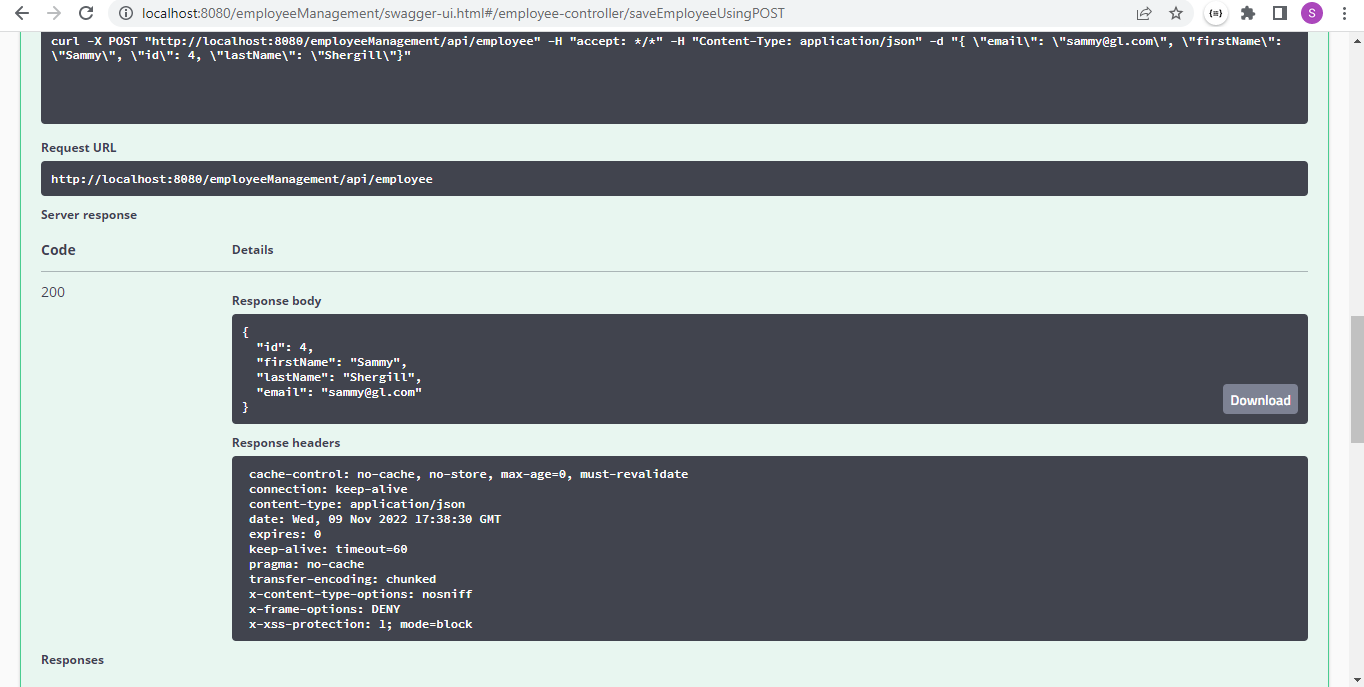 localhost:8080/employeeManagement/swagger-ui.html#/employee-controller/saveEmployeeUsingPOST
S
curl -X POST "http://localhost:8080/employeeManagement/api/employee" -H "accept: */*" -H "Content-Type: application/json" -d "{ \"email\": \"sammy@gl.com\", \"firstName\":
\"Sammy\", \"id\": 4, \"lastName\": \"Shergill\"}"
Request URL
http://localhost:8080/employeeManagement/api/employee
Server response
Code Details
200
Response body
{
  "id": 4,
  "firstName": "Sammy",
  "lastName": "Shergill",
  "email": "sammy@gl.com"
}
Download
Response headers
cache-control: no-cache, no-store, max-age=0, must-revalidate
connection: keep-alive
content-type: application/json
date: Wed, 09 Nov 2022 17:38:30 GMT
expires: 0
keep-alive: timeout=60
pragma: no-cache
transfer-encoding: chunked
x-content-type-options: nosniff
x-frame-options: DENY
x-xss-protection: 1; mode=block
Responses